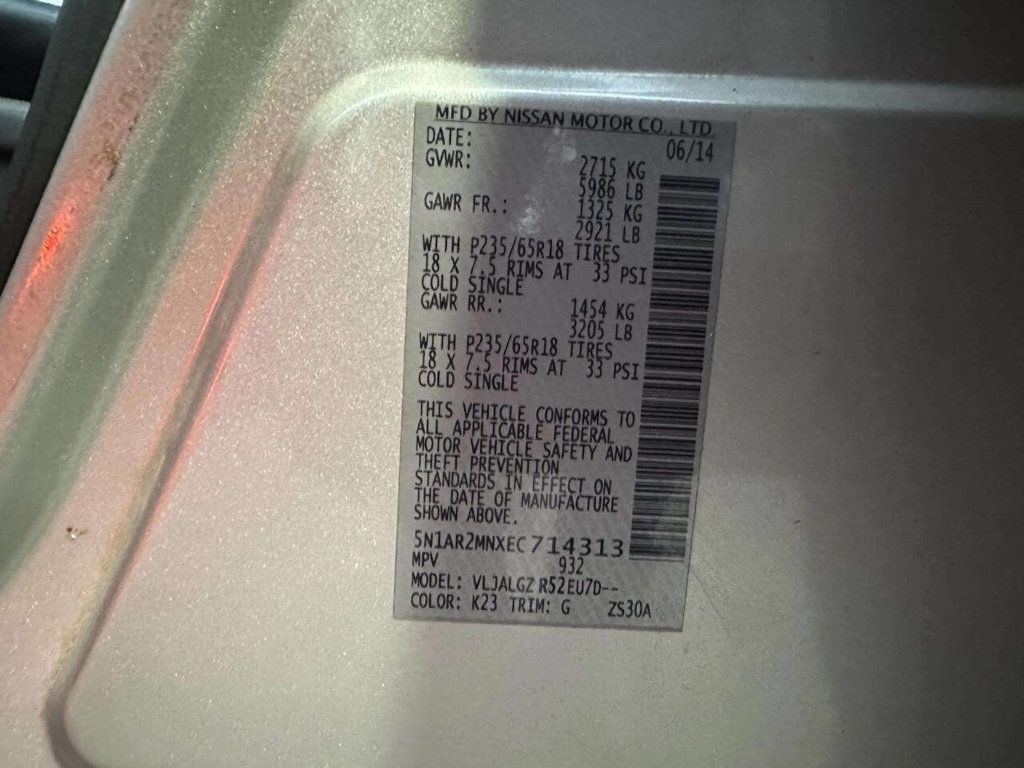 MFD BY NISSAN MOTOR CO., LTD.
DATE: 06/14
GVWR: 2715 KG
5986 LB
GAWR FR.: 1325 KG
2921 LB
WITH P235/65R18 TIRES
18 X 7.5 RIMS AT 33 PSI
COLD SINGLE
GAWR RR.: 1454 KG
3205 LB
WITH P235/65R18 TIRES
18 X 7.5 RIMS AT 33 PSI
COLD SINGLE
THIS VEHICLE CONFORMS TO
ALL APPLICABLE FEDERAL
MOTOR VEHICLE SAFETY AND
THEFT PREVENTION
STANDARDS IN EFFECT ON
THE DATE OF MANUFACTURE
SHOWN ABOVE.
5N1AR2MNXEC714313
MPV 932
MODEL: VLJALGZ R52EU7D--
COLOR: K23 TRIM: G ZS30A